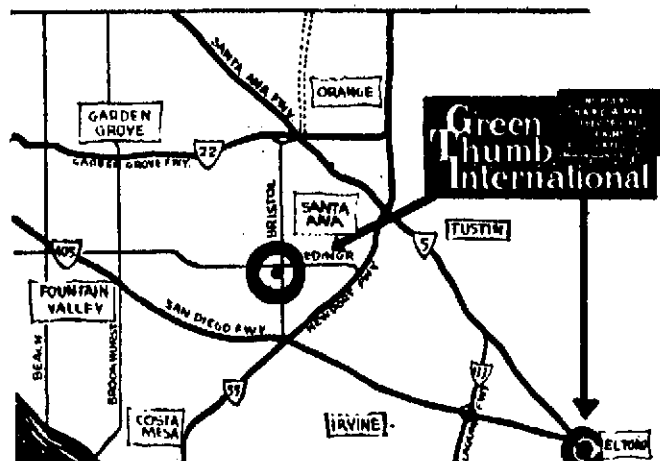 SANTA ANA FWY.
ORANGE
GARDEN
GROVE
22
GARDEN GROVE FWY.
Green
Thumb
International
BRISTOL
SANTA
ANA
405
EDINGR
5
TUSTIN
FOUNTAIN
VALLEY
SAN DIEGO FWY.
NEWPORT FWY
BEACH
BROOKHURST
55
133
COSTA
MESA
IRVINE
LAGUNA FWY
EL TORO